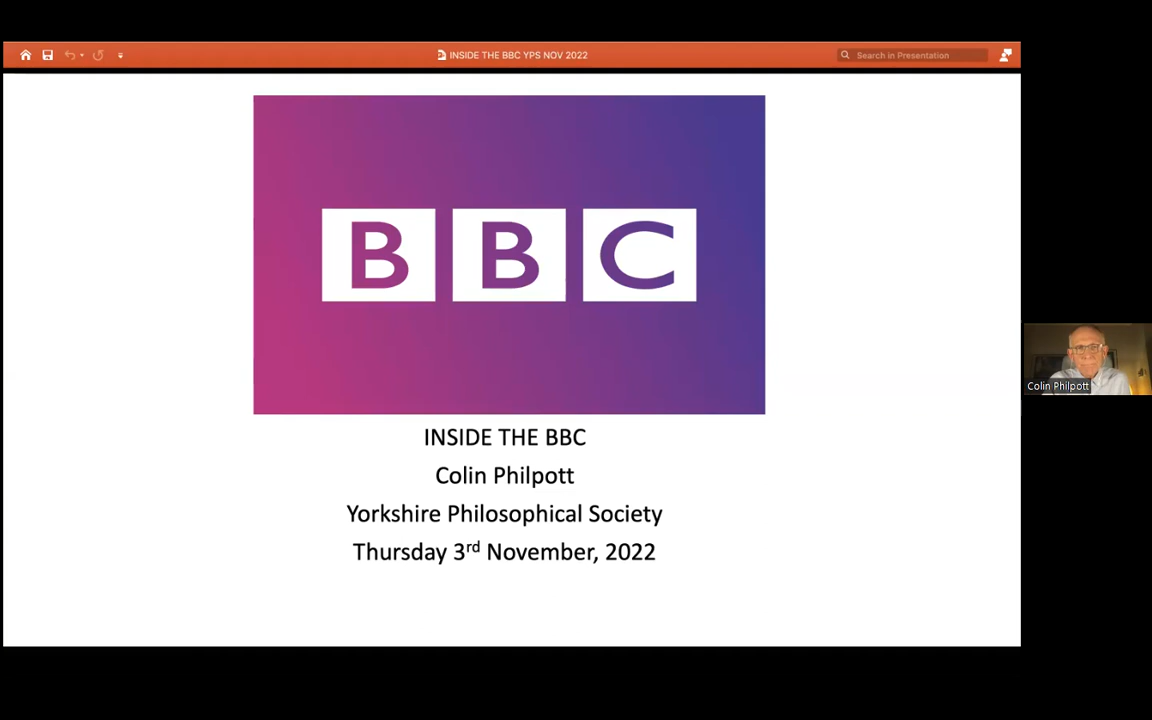 INSIDE THE BBC YPS NOV 2022
Search in Presentation
BBC
INSIDE THE BBC
Colin Philpott
Yorkshire Philosophical Society
Thursday 3rd November, 2022
Colin Philpott